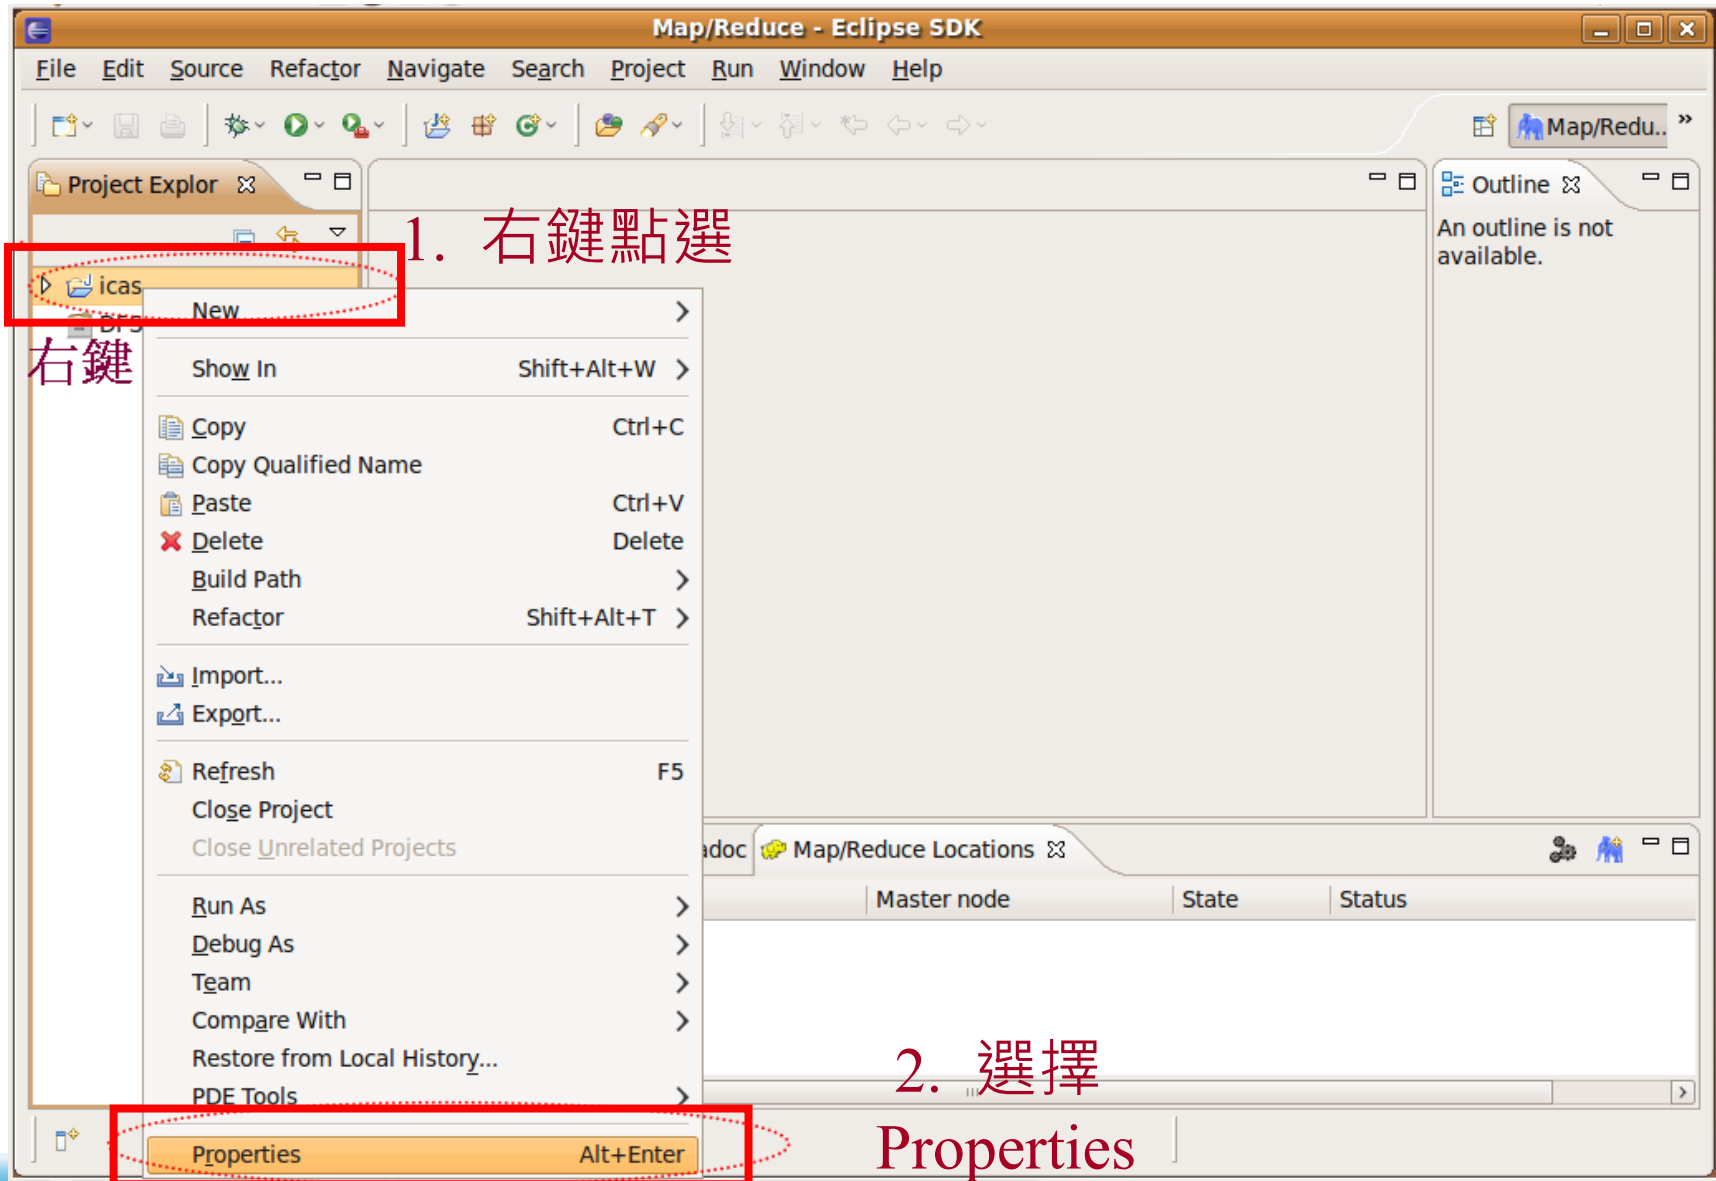 Map/Reduce - Eclipse SDK
File Edit Source Refactor Navigate Search Project Run Window Help
Map/Redu..
Project Explor
Outline
An outline is not
available.
1. 右鍵點選
icas
DFS
右鍵
New
Show In Shift+Alt+W
Copy Ctrl+C
Copy Qualified Name
Paste Ctrl+V
Delete Delete
Build Path
Refactor Shift+Alt+T
Import...
Export...
Refresh F5
Close Project
Close Unrelated Projects
Run As
Debug As
Team
Compare With
Restore from Local History...
PDE Tools
Properties Alt+Enter
adoc Map/Reduce Locations
Master node State Status
2. 選擇
Properties